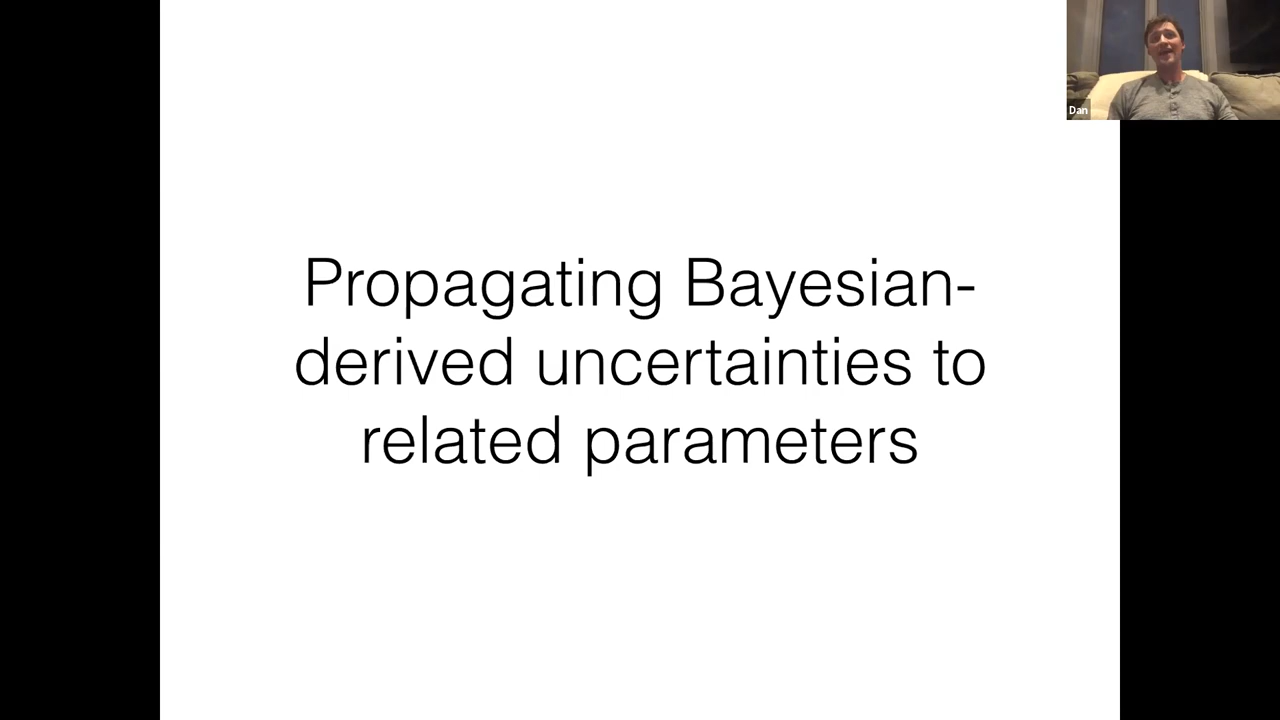 Dan
Propagating Bayesian-
derived uncertainties to
related parameters